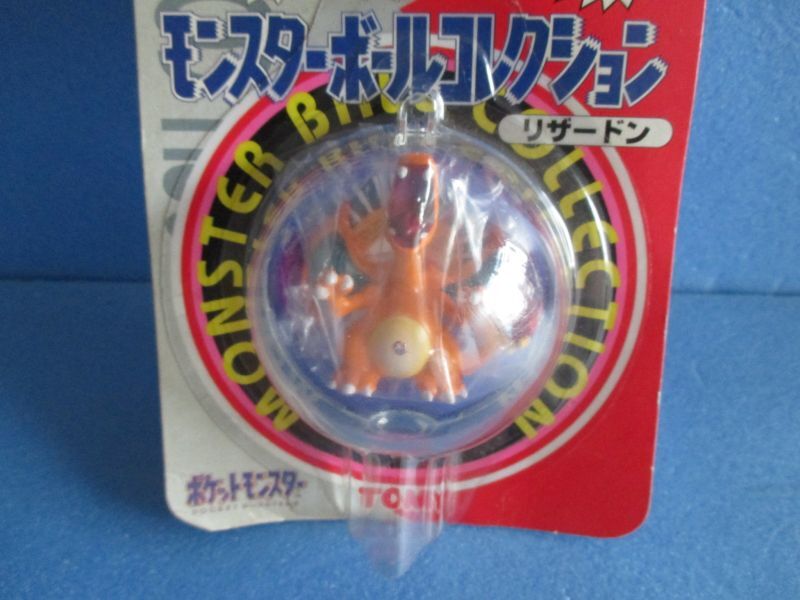 モンスターボールコレクション
リザードン
MONSTER BALL COLLECTION
ポケットモンスター
TOMY